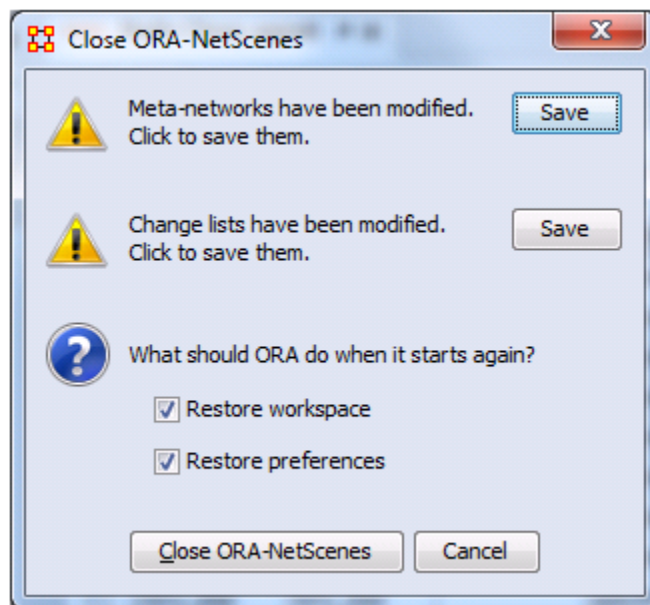 Close ORA-NetScenes
Meta-networks have been modified.
Click to save them.
Save
Change lists have been modified.
Click to save them.
Save
What should ORA do when it starts again?
Restore workspace
Restore preferences
Close ORA-NetScenes
Cancel